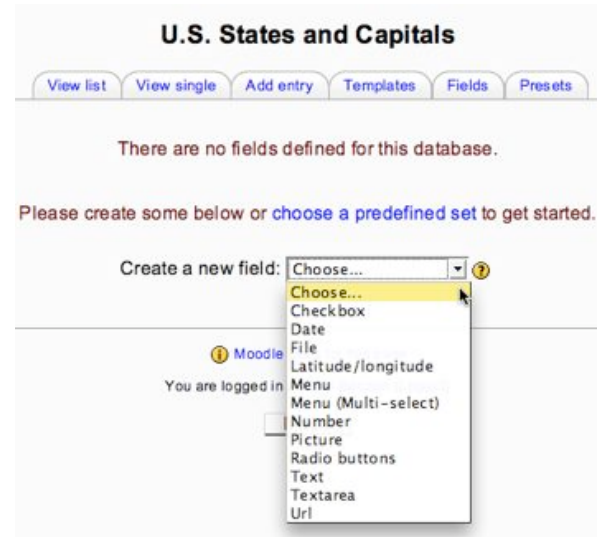 U.S. States and Capitals
View list View single Add entry Templates Fields Presets
There are no fields defined for this database.
Please create some below or choose a predefined set to get started.
Create a new field: Choose...
Choose...
Checkbox
Date
File
Latitude/longitude
Moodle
Menu
You are logged in
Menu (Multi-select)
Number
Picture
Radio buttons
Text
Textarea
Url